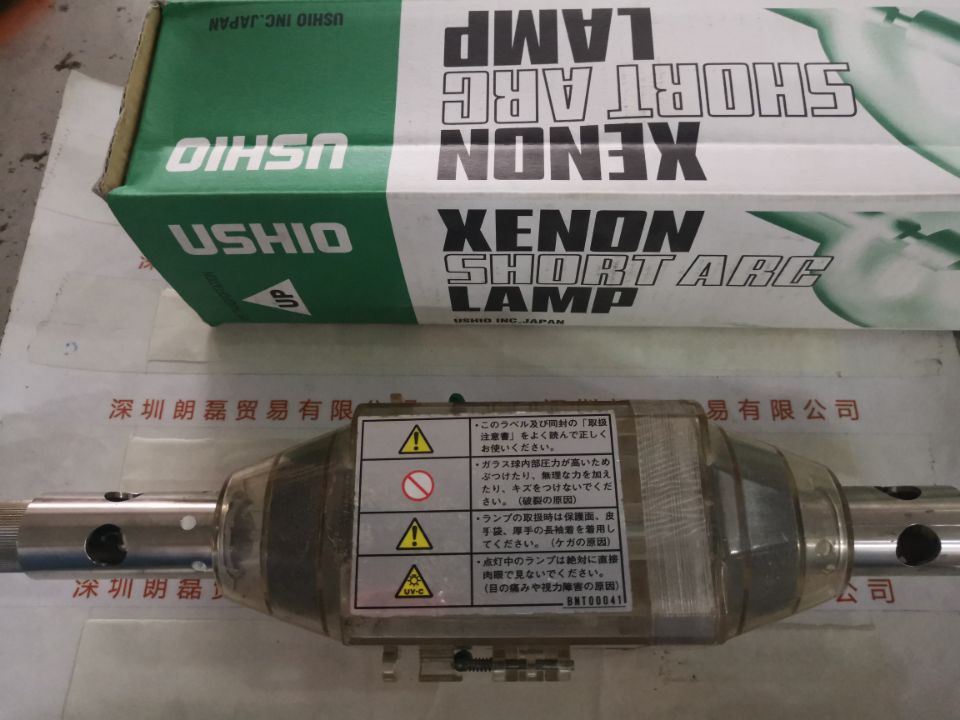 USHIO INC.JAPAN
LAMP
SHORT ARC
XENON
USHIO
USHIO
XENON
SHORT ARC
LAMP
USHIO INC.JAPAN
UP
深圳朗磊贸易有限
公司
・このラベル及び同封の「取扱
注意書」をよく読んで正しく
お使いください。
・ガラス球内部圧力が高いため
ぶつけたり、無理な力を加え
たり、キズをつけないでくだ
さい。(破裂の原因)
・ランプの取扱時は保護面、皮
手袋、厚手の長袖着を着用し
てください。(ケガの原因)
・点灯中のランプは絶対に直接
肉眼で見ないでください。
(目の痛みや視力障害の原因)
UV-C
BNT00041
深圳朗磊
公司